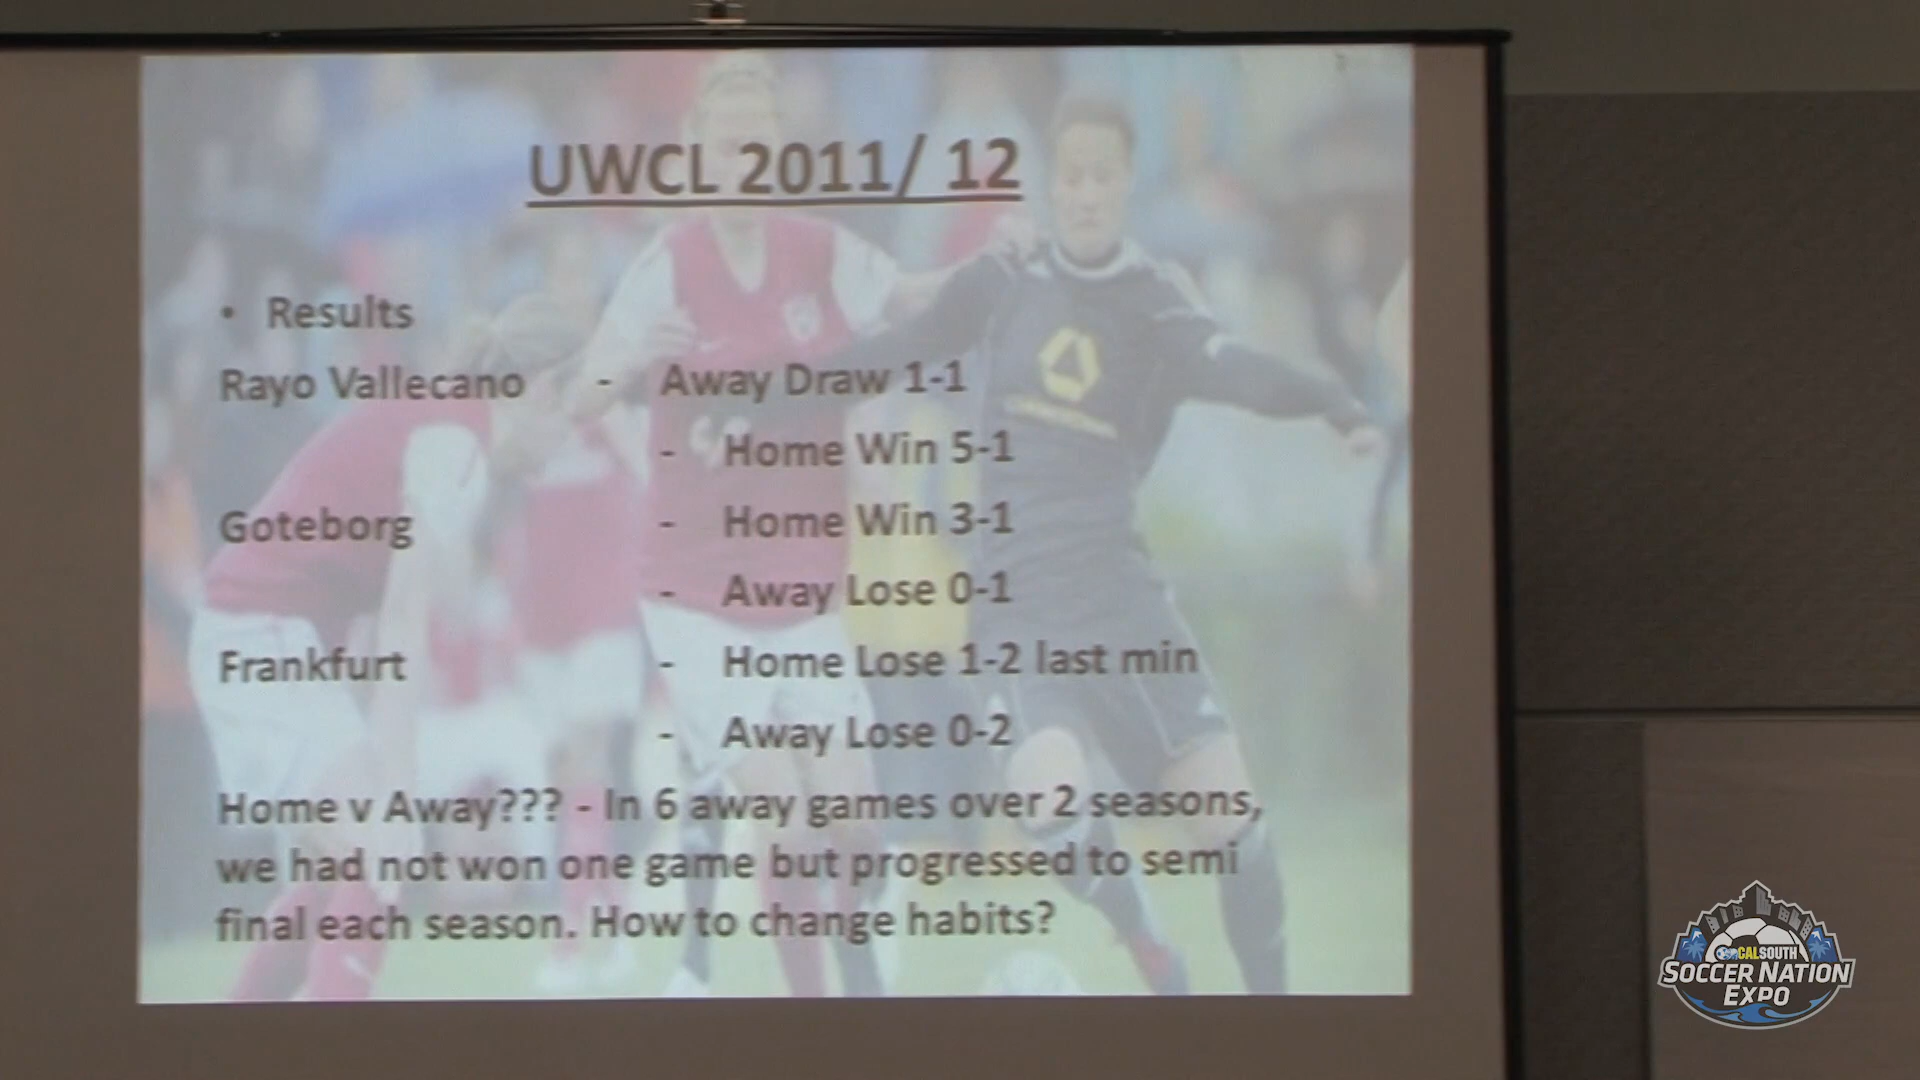 UWCL 2011/ 12
• Results
Rayo Vallecano - Away Draw 1-1
- Home Win 5-1
Goteborg - Home Win 3-1
- Away Lose 0-1
Frankfurt - Home Lose 1-2 last min
- Away Lose 0-2
Home v Away??? - In 6 away games over 2 seasons,
we had not won one game but progressed to semi
final each season. How to change habits?
CALSOUTH
SOCCER NATION
EXPO